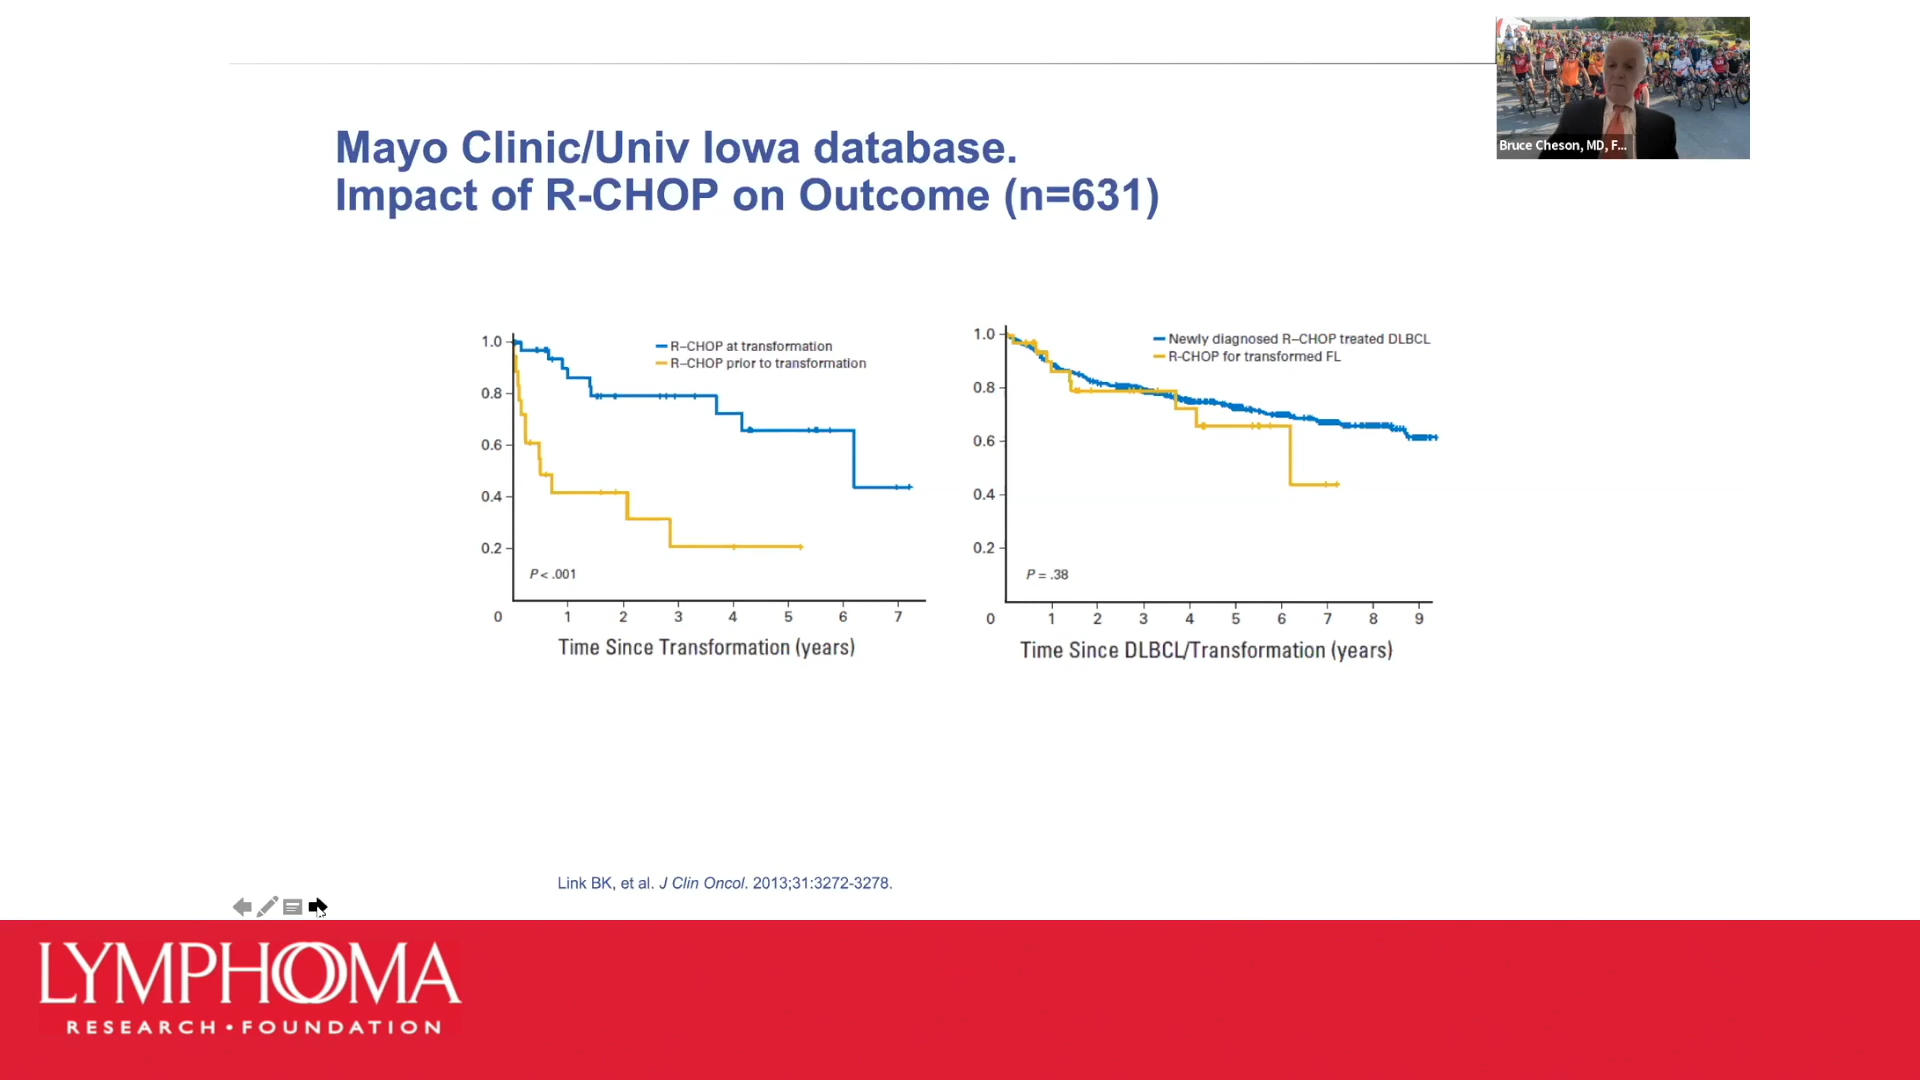 Bruce Cheson, MD, F...
Mayo Clinic/Univ Iowa database.
Impact of R-CHOP on Outcome (n=631)
1.0
0.8
0.6
0.4
0.2
0
R–CHOP at transformation
R–CHOP prior to transformation
P < .001
1 2 3 4 5 6 7
Time Since Transformation (years)
1.0
0.8
0.6
0.4
0.2
0
Newly diagnosed R–CHOP treated DLBCL
R-CHOP for transformed FL
P = .38
1 2 3 4 5 6 7 8 9
Time Since DLBCL/Transformation (years)
Link BK, et al. J Clin Oncol. 2013;31:3272-3278.
LYMPHOMA
RESEARCH • FOUNDATION